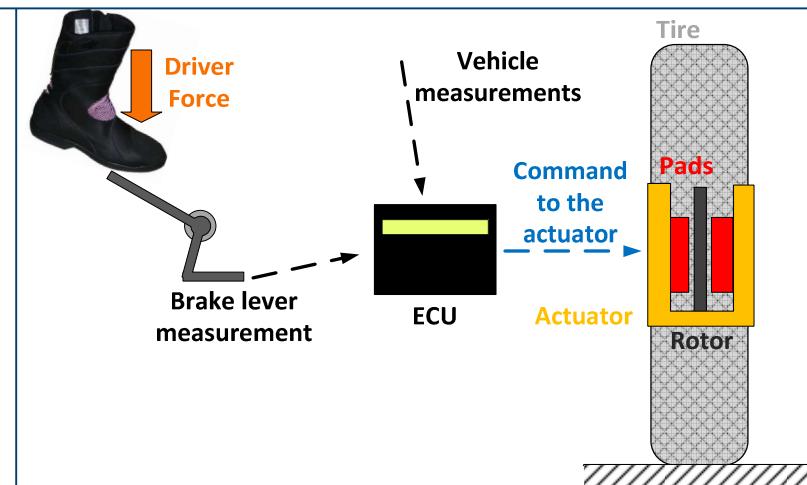 Tire
Driver
Force
Vehicle
measurements
Pads
Command
to the
actuator
Brake lever
measurement
ECU
Actuator
Rotor